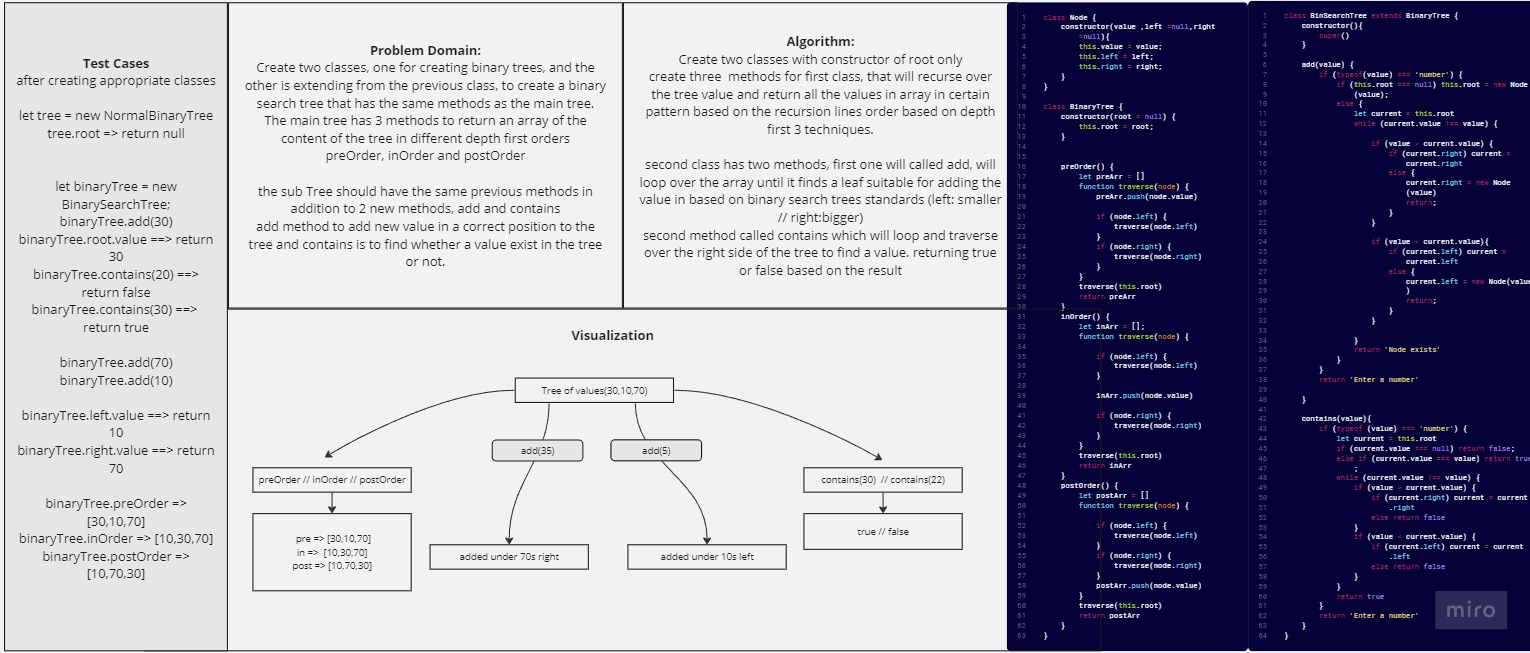 Test Cases
after creating appropriate classes
let tree = new NormalBinaryTree
tree.root => return null
let binaryTree = new
BinarySearchTree;
binaryTree.add(30)
binaryTree.root.value ==> return
30
binaryTree.contains(20) ==>
return false
binaryTree.contains(30) ==>
return true
binaryTree.add(70)
binaryTree.add(10)
binaryTree.left.value ==> return
10
binaryTree.right.value ==> return
70
binaryTree.preOrder =>
[30,10,70]
binaryTree.inOrder => [10,30,70]
binaryTree.postOrder =>
[10,70,30]
Problem Domain:
Create two classes, one for creating binary trees, and the
other is extending from the previous class, to create a binary
search tree that has the same methods as the main tree.
The main tree has 3 methods to return an array of the
content of the tree in different depth first orders
preOrder, inOrder and postOrder
the sub Tree should have the same previous methods in
addition to 2 new methods, add and contains
add method to add new value in a correct position to the
tree and contains is to find whether a value exist in the tree
or not.
Algorithm:
Create two classes with constructor of root only
create three methods for first class, that will recurse over
the tree value and return all the values in array in certain
pattern based on the recursion lines order based on depth
first 3 techniques.
second class has two methods, first one will called add, will
loop over the array until it finds a leaf suitable for adding the
value in based on binary search trees standards (left: smaller
// right:bigger)
second method called contains which will loop and traverse
over the right side of the tree to find a value. returning true
or false based on the result
Visualization
Tree of values(30,10,70)
add(35)
add(5)
preOrder // inOrder // postOrder
contains(30) // contains(22)
pre => [30,10,70]
in => [10,30,70]
post => [10,70,30]
added under 70s right
added under 10s left
true // false
1 class Node {
2 constructor(value ,left =null,right
3 =null){
4 this.value = value;
5 this.left = left;
6 this.right = right;
7 }
8 }
9
10 class BinaryTree {
11 constructor(root = null) {
12 this.root = root;
13 }
14
15
16 preOrder() {
17 let preArr = []
18 function traverse(node) {
19 preArr.push(node.value)
20
21 if (node.left) {
22 traverse(node.left)
23 }
24 if (node.right) {
25 traverse(node.right)
26 }
27 }
28 traverse(this.root)
29 return preArr
30 }
31 inOrder() {
32 let inArr = [];
33 function traverse(node) {
34
35 if (node.left) {
36 traverse(node.left)
37 }
38
39 inArr.push(node.value)
40
41 if (node.right) {
42 traverse(node.right)
43 }
44 }
45 traverse(this.root)
46 return inArr
47 }
48 postOrder() {
49 let postArr = []
50 function traverse(node) {
51
52 if (node.left) {
53 traverse(node.left)
54 }
55 if (node.right) {
56 traverse(node.right)
57 }
58 postArr.push(node.value)
59 }
60 traverse(this.root)
61 return postArr
62 }
63 }
1 class BinSearchTree extends BinaryTree {
2 constructor(){
3 super()
4 }
5
6 add(value) {
7 if (typeof(value) === 'number') {
8 if (this.root === null) this.root = new Node
9 (value);
10 else {
11 let current = this.root
12 while (current.value !== value) {
13
14 if (value > current.value) {
15 if (current.right) current =
16 current.right
17 else {
18 current.right = new Node
19 (value)
20 return;
21 }
22 }
23
24 if (value < current.value){
25 if (current.left) current =
26 current.left
27 else {
28 current.left = new Node(value
29 )
30 return;
31 }
32 }
33
34 }
35 return 'Node exists'
36 }
37 }
38 return 'Enter a number'
39
40 }
41
42 contains(value){
43 if (typeof (value) === 'number') {
44 let current = this.root
45 if (current.value === null) return false;
46 else if (current.value === value) return true
47 ;
48 while (current.value !== value) {
49 if (value > current.value) {
50 if (current.right) current = current
51 .right
52 else return false
53 }
54 if (value < current.value) {
55 if (current.left) current = current
56 .left
57 else return false
58 }
59 }
60 return true
61 }
62 return 'Enter a number'
63 }
64 }
miro